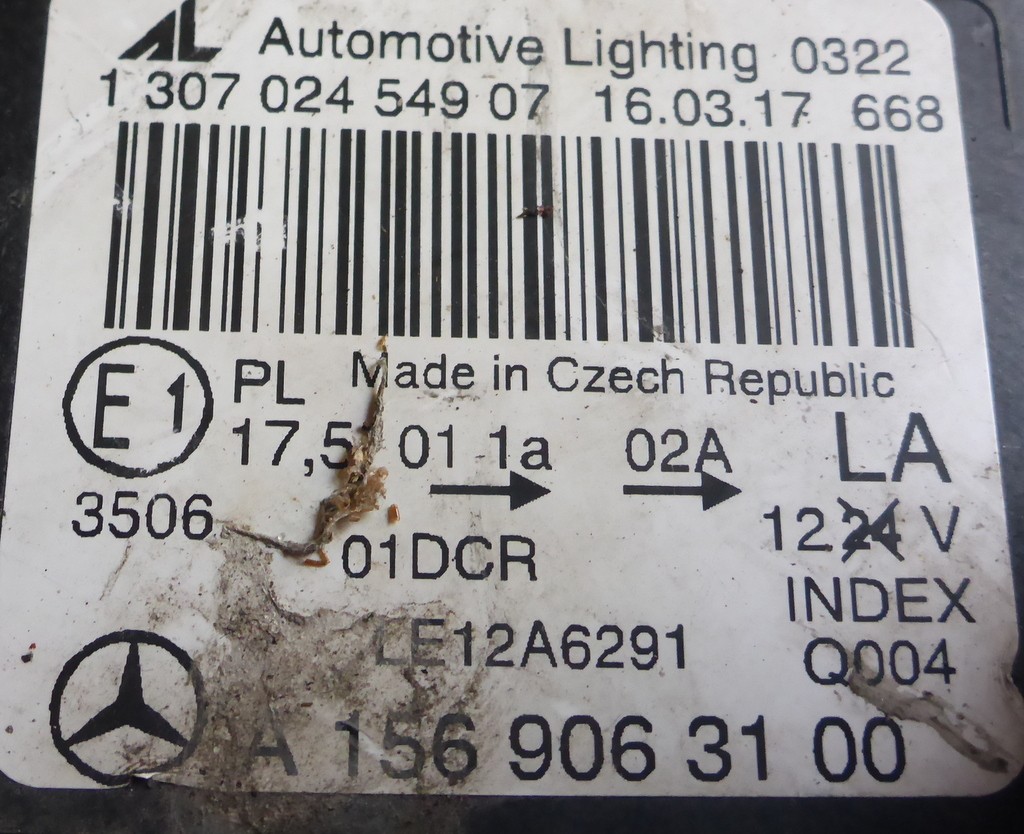 AL Automotive Lighting 0322
1 307 024 549 07 16.03.17 668
E1 PL Made in Czech Republic
17,5 01 1a 02A LA
3506 12 24 V
01DCR
INDEX
LE12A6291 Q004
A 156 906 31 00